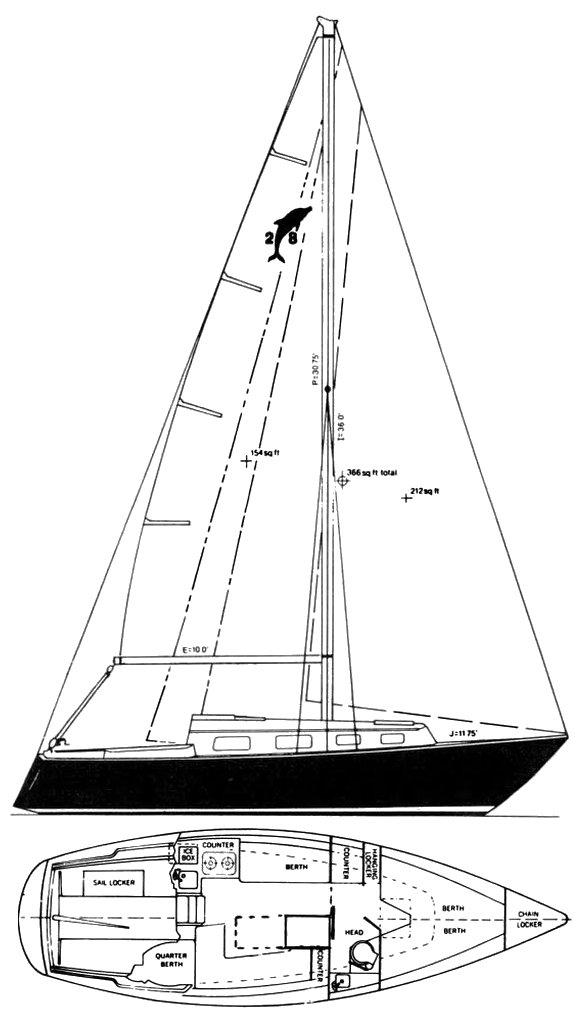 2 8
P=30.75'
I=36.0'
154 sq ft
366 sq ft total
212 sq ft
E=10.0'
J=11.75'
ICE
BOX
COUNTER
BERTH
COUNTER
HANGING
LOCKER
SAIL LOCKER
BERTH
BERTH
CHAIN
LOCKER
HEAD
QUARTER
BERTH
COUNTER